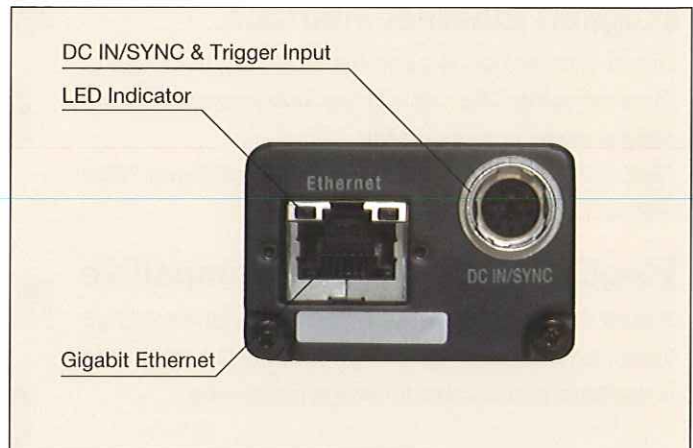 DC IN/SYNC & Trigger Input
LED Indicator
Ethernet
DC IN/SYNC
Gigabit Ethernet